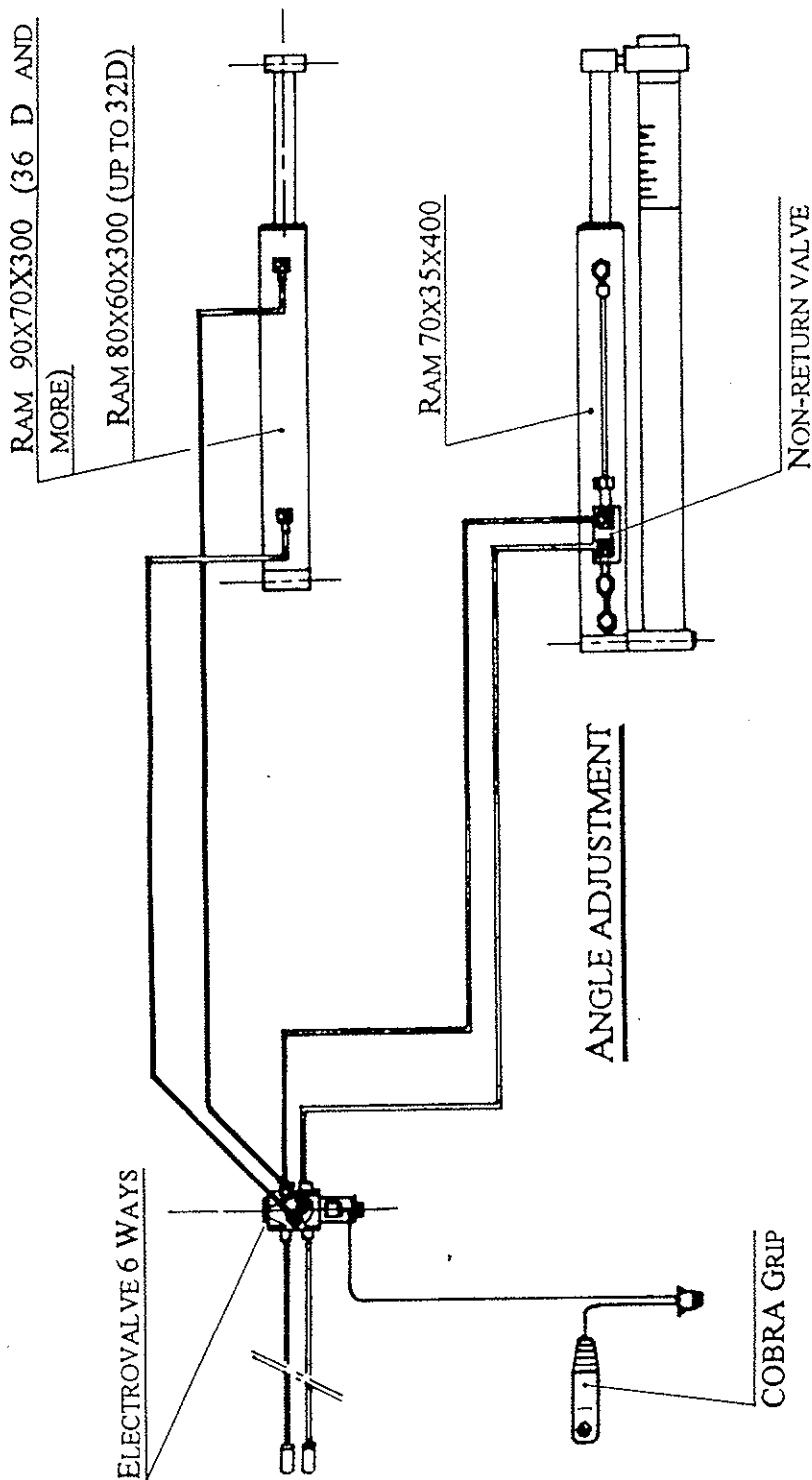 RAM 90X70X300 (36 D AND
MORE)
RAM 80X60X300 (UP TO 32D)
RAM 70X35X400
NON-RETURN VALVE
ANGLE ADJUSTMENT
ELECTROVALVE 6 WAYS
COBRA GRIP